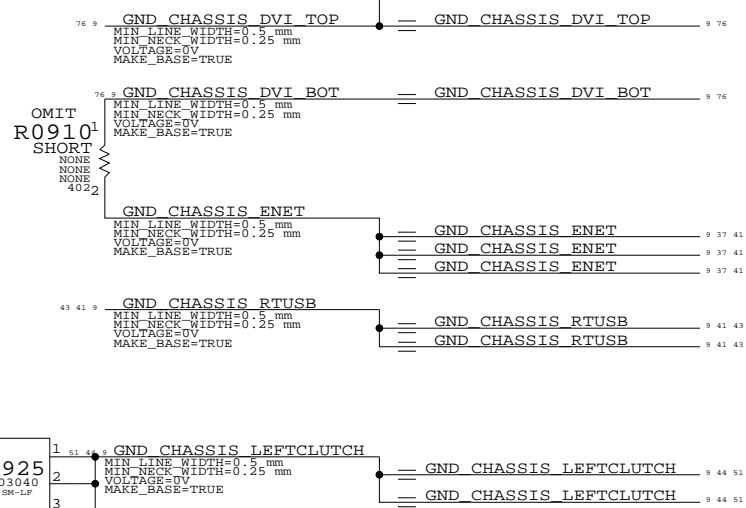 76 9 GND_CHASSIS_DVI_TOP GND_CHASSIS_DVI_TOP 9 76
MIN_LINE_WIDTH=0.5 mm
MIN_NECK_WIDTH=0.25 mm
VOLTAGE=0V
MAKE_BASE=TRUE
76 9 GND_CHASSIS_DVI_BOT GND_CHASSIS_DVI_BOT 9 76
MIN_LINE_WIDTH=0.5 mm
MIN_NECK_WIDTH=0.25 mm
VOLTAGE=0V
MAKE_BASE=TRUE
OMIT
R0910 1
SHORT
NONE
NONE
NONE
402 2
GND_CHASSIS_ENET
MIN_LINE_WIDTH=0.5 mm
MIN_NECK_WIDTH=0.25 mm
VOLTAGE=0V
MAKE_BASE=TRUE
GND_CHASSIS_ENET 9 37 41
GND_CHASSIS_ENET 9 37 41
GND_CHASSIS_ENET 9 37 41
43 41 9 GND_CHASSIS_RTUSB
MIN_LINE_WIDTH=0.5 mm
MIN_NECK_WIDTH=0.25 mm
VOLTAGE=0V
MAKE_BASE=TRUE
GND_CHASSIS_RTUSB 9 41 43
GND_CHASSIS_RTUSB 9 41 43
925
03040
-SM-LF
1
2
3
51 44 9 GND_CHASSIS_LEFTCLUTCH
MIN_LINE_WIDTH=0.5 mm
MIN_NECK_WIDTH=0.25 mm
VOLTAGE=0V
MAKE_BASE=TRUE
GND_CHASSIS_LEFTCLUTCH 9 44 51
GND_CHASSIS_LEFTCLUTCH 9 44 51